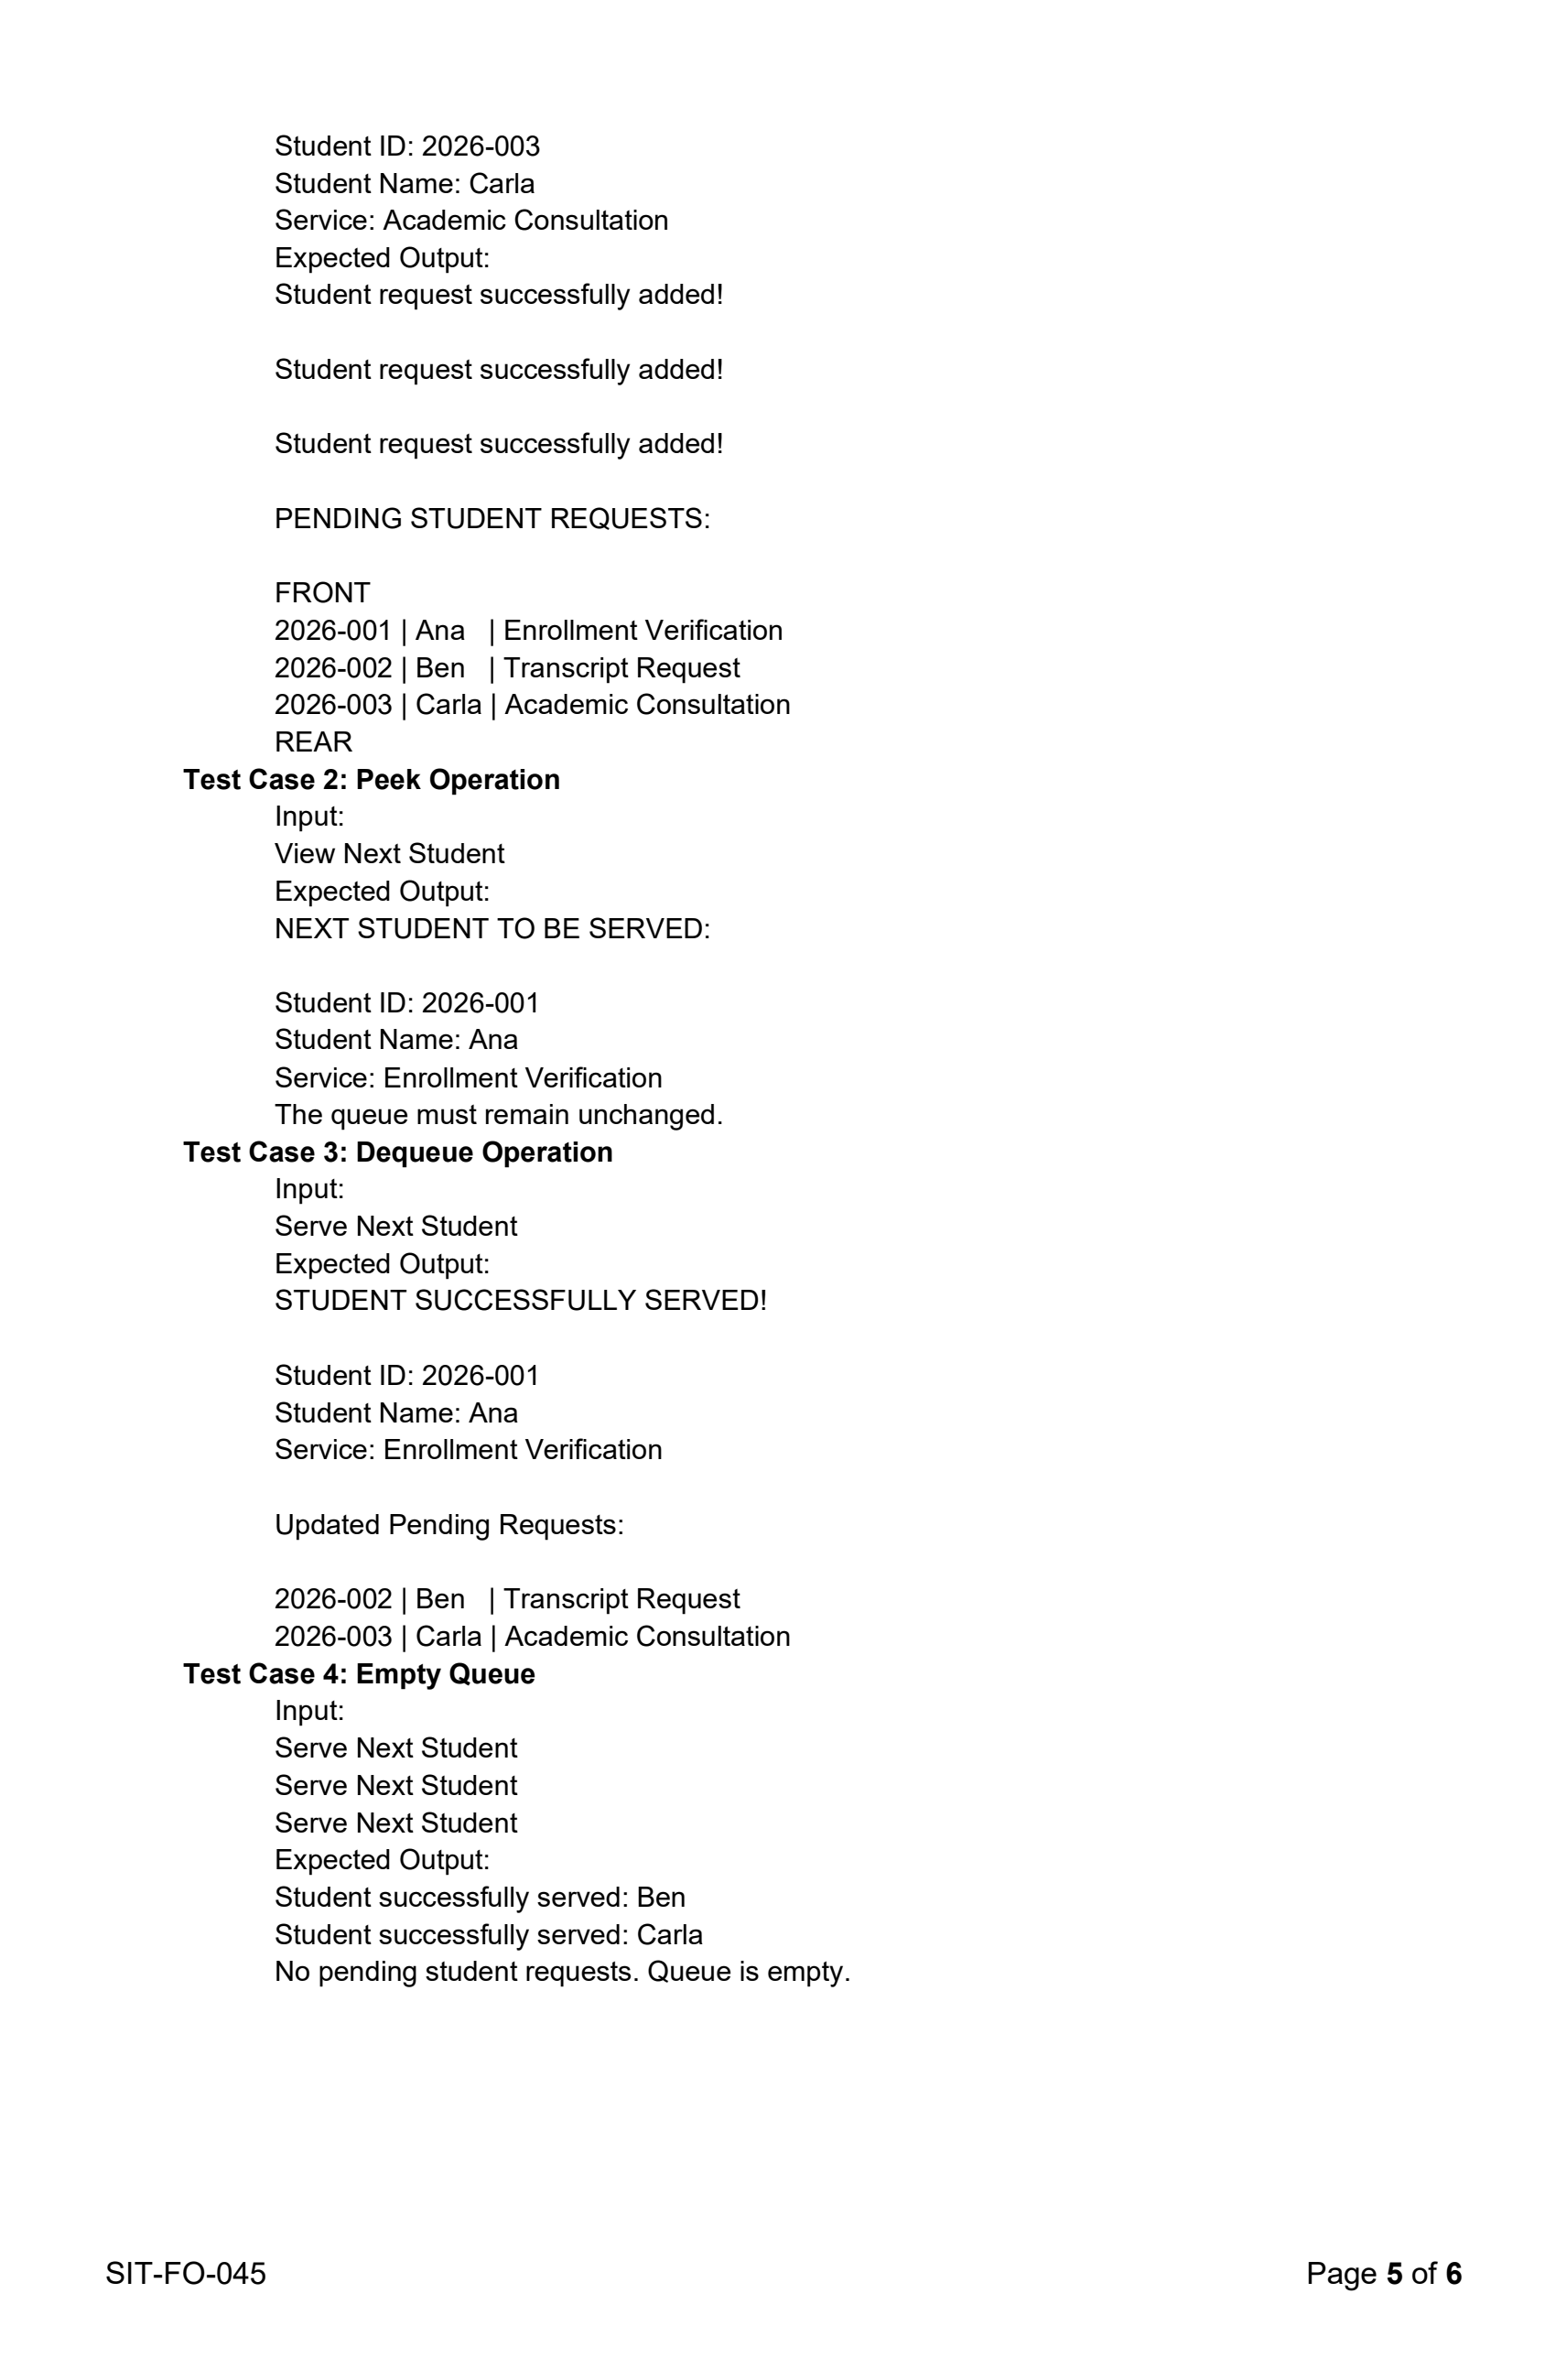 Student ID: 2026-003
Student Name: Carla
Service: Academic Consultation
Expected Output:
Student request successfully added!
Student request successfully added!
Student request successfully added!
PENDING STUDENT REQUESTS:
FRONT
2026-001 | Ana   | Enrollment Verification
2026-002 | Ben   | Transcript Request
2026-003 | Carla | Academic Consultation
REAR
Test Case 2: Peek Operation
Input:
View Next Student
Expected Output:
NEXT STUDENT TO BE SERVED:
Student ID: 2026-001
Student Name: Ana
Service: Enrollment Verification
The queue must remain unchanged.
Test Case 3: Dequeue Operation
Input:
Serve Next Student
Expected Output:
STUDENT SUCCESSFULLY SERVED!
Student ID: 2026-001
Student Name: Ana
Service: Enrollment Verification
Updated Pending Requests:
2026-002 | Ben   | Transcript Request
2026-003 | Carla | Academic Consultation
Test Case 4: Empty Queue
Input:
Serve Next Student
Serve Next Student
Serve Next Student
Expected Output:
Student successfully served: Ben
Student successfully served: Carla
No pending student requests. Queue is empty.
SIT-FO-045
Page 5 of 6